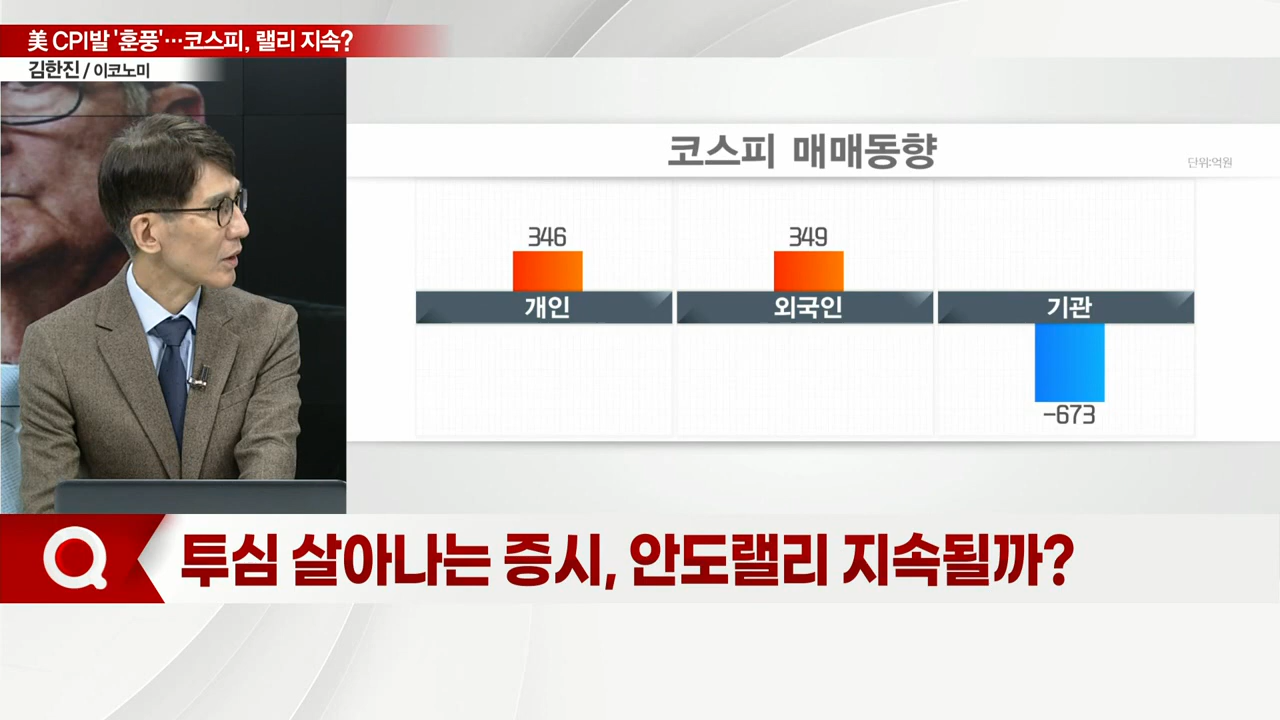 美 CPI발 '훈풍'…코스피, 랠리 지속?
김한진 / 이코노미
코스피 매매동향
단위:억원
346
349
개인
외국인
기관
-673
Q
투심 살아나는 증시, 안도랠리 지속될까?